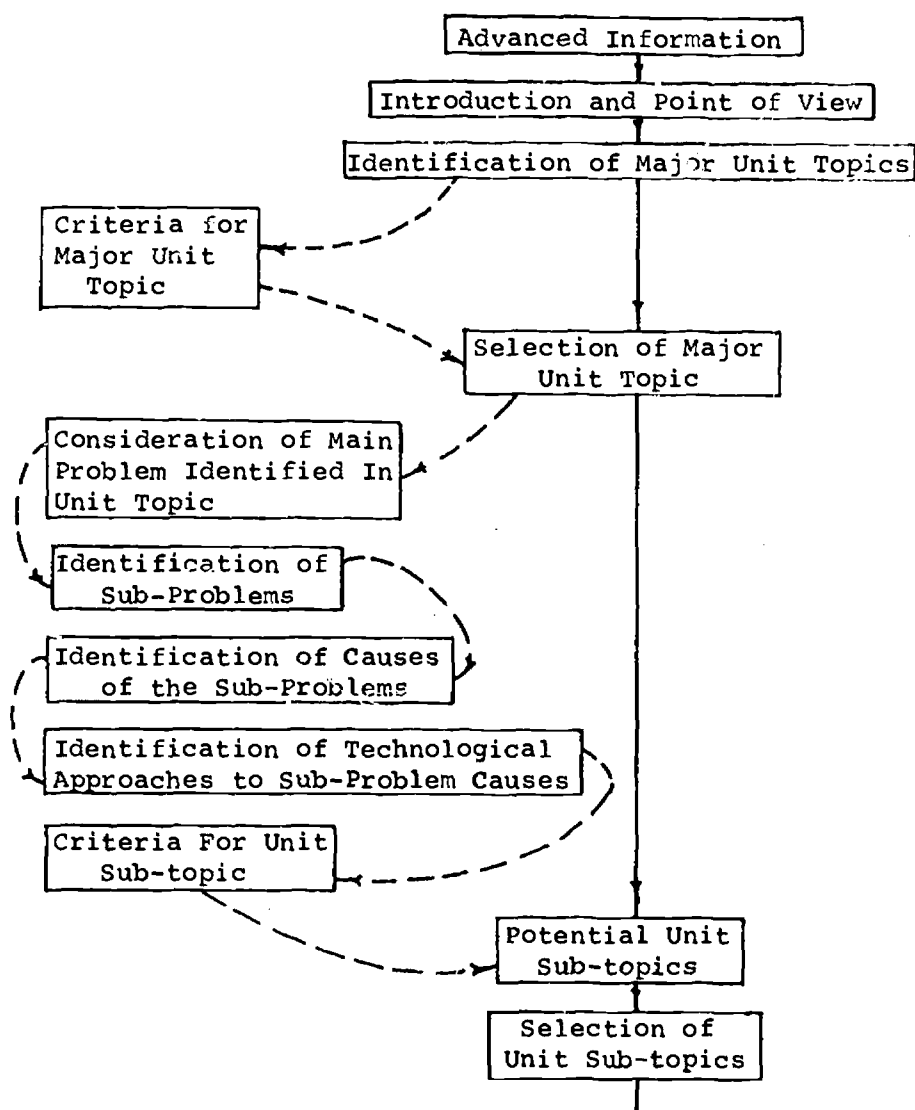 Advanced Information
Introduction and Point of View
Identification of Major Unit Topics
Criteria for
Major Unit
Topic
Selection of Major
Unit Topic
Consideration of Main
Problem Identified In
Unit Topic
Identification of
Sub-Problems
Identification of Causes
of the Sub-Problems
Identification of Technological
Approaches to Sub-Problem Causes
Criteria For Unit
Sub-topic
Potential Unit
Sub-topics
Selection of
Unit Sub-topics